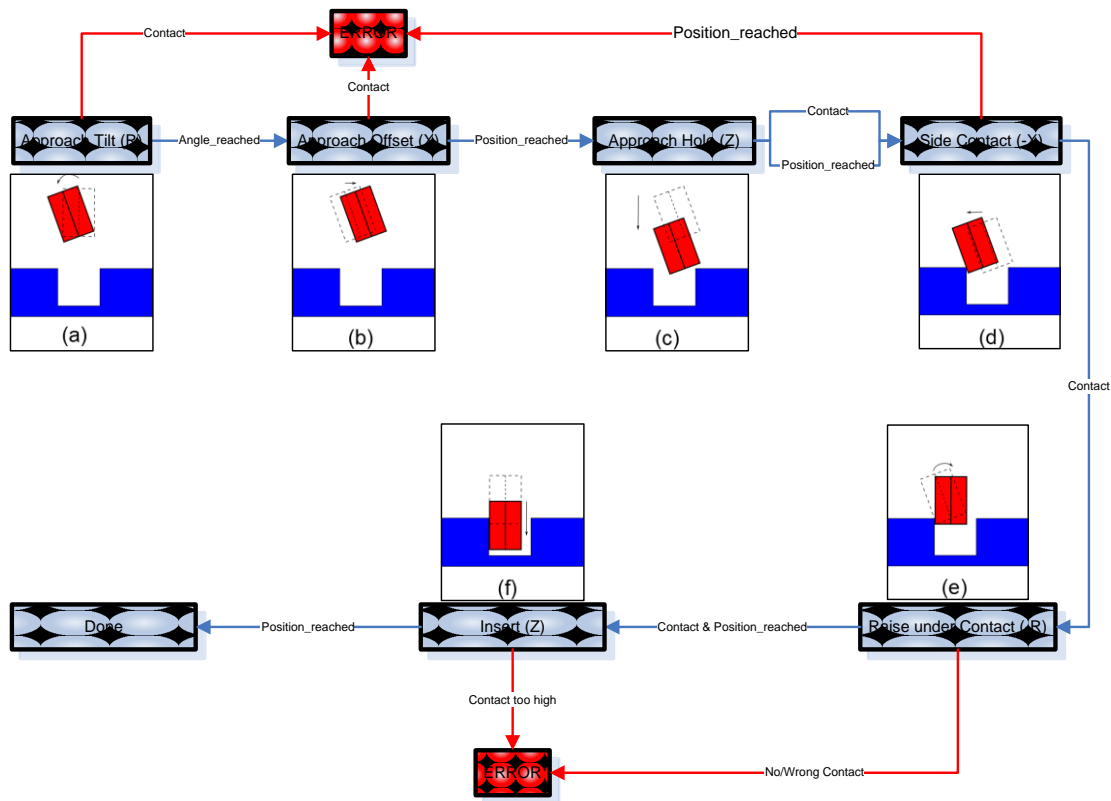 ERROR
Contact
Position_reached
Contact
Approach Tilt (R)
Angle_reached
Approach Offset
Position_reached
Approach Hole (Z)
Contact
Position_reached
Side Contact
(a)
(b)
(c)
(d)
Contact
(f)
(e)
Done
Position_reached
Insert (Z)
Contact & Position_reached
Raise under Contact (-R)
Contact too high
ERROR
No/Wrong Contact